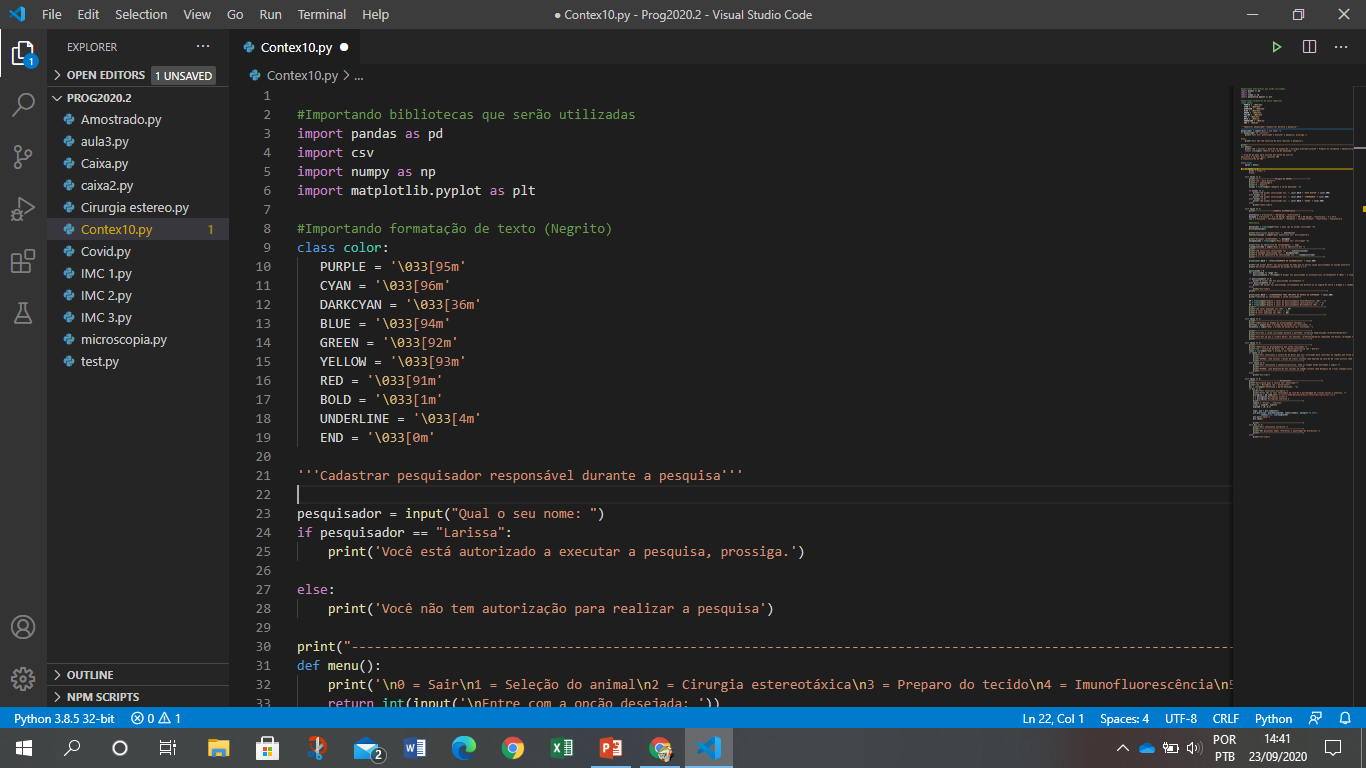 File Edit Selection View Go Run Terminal Help
● Contex10.py - Prog2020.2 - Visual Studio Code
EXPLORER
OPEN EDITORS 1 UNSAVED
PROG2020.2
Amostrado.py
aula3.py
Caixa.py
caixa2.py
Cirurgia estereo.py
Contex10.py 1
Covid.py
IMC 1.py
IMC 2.py
IMC 3.py
microscopia.py
test.py
OUTLINE
NPM SCRIPTS
1
Contex10.py
Contex10.py > ...
1
2 #Importando bibliotecas que serão utilizadas
3 import pandas as pd
4 import csv
5 import numpy as np
6 import matplotlib.pyplot as plt
7
8 #Importando formatação de texto (Negrito)
9 class color:
10 PURPLE = '\033[95m'
11 CYAN = '\033[96m'
12 DARKCYAN = '\033[36m'
13 BLUE = '\033[94m'
14 GREEN = '\033[92m'
15 YELLOW = '\033[93m'
16 RED = '\033[91m'
17 BOLD = '\033[1m'
18 UNDERLINE = '\033[4m'
19 END = '\033[0m'
20
21 '''Cadastrar pesquisador responsável durante a pesquisa'''
22
23 pesquisador = input("Qual o seu nome: ")
24 if pesquisador == "Larissa":
25 print('Você está autorizado a executar a pesquisa, prossiga.')
26
27 else:
28 print('Você não tem autorização para realizar a pesquisa')
29
30 print("--------------------------------------------------------------------------------------------------------------------
31 def menu():
32 print('\n0 = Sair\n1 = Seleção do animal\n2 = Cirurgia estereotáxica\n3 = Preparo do tecido\n4 = Imunofluorescência\n5
33 return int(input('\nEntre com a opção desejada: '))
Python 3.8.5 32-bit 0 1 Ln 22, Col 1 Spaces: 4 UTF-8 CRLF Python
2
POR
PTB
14:41
23/09/2020